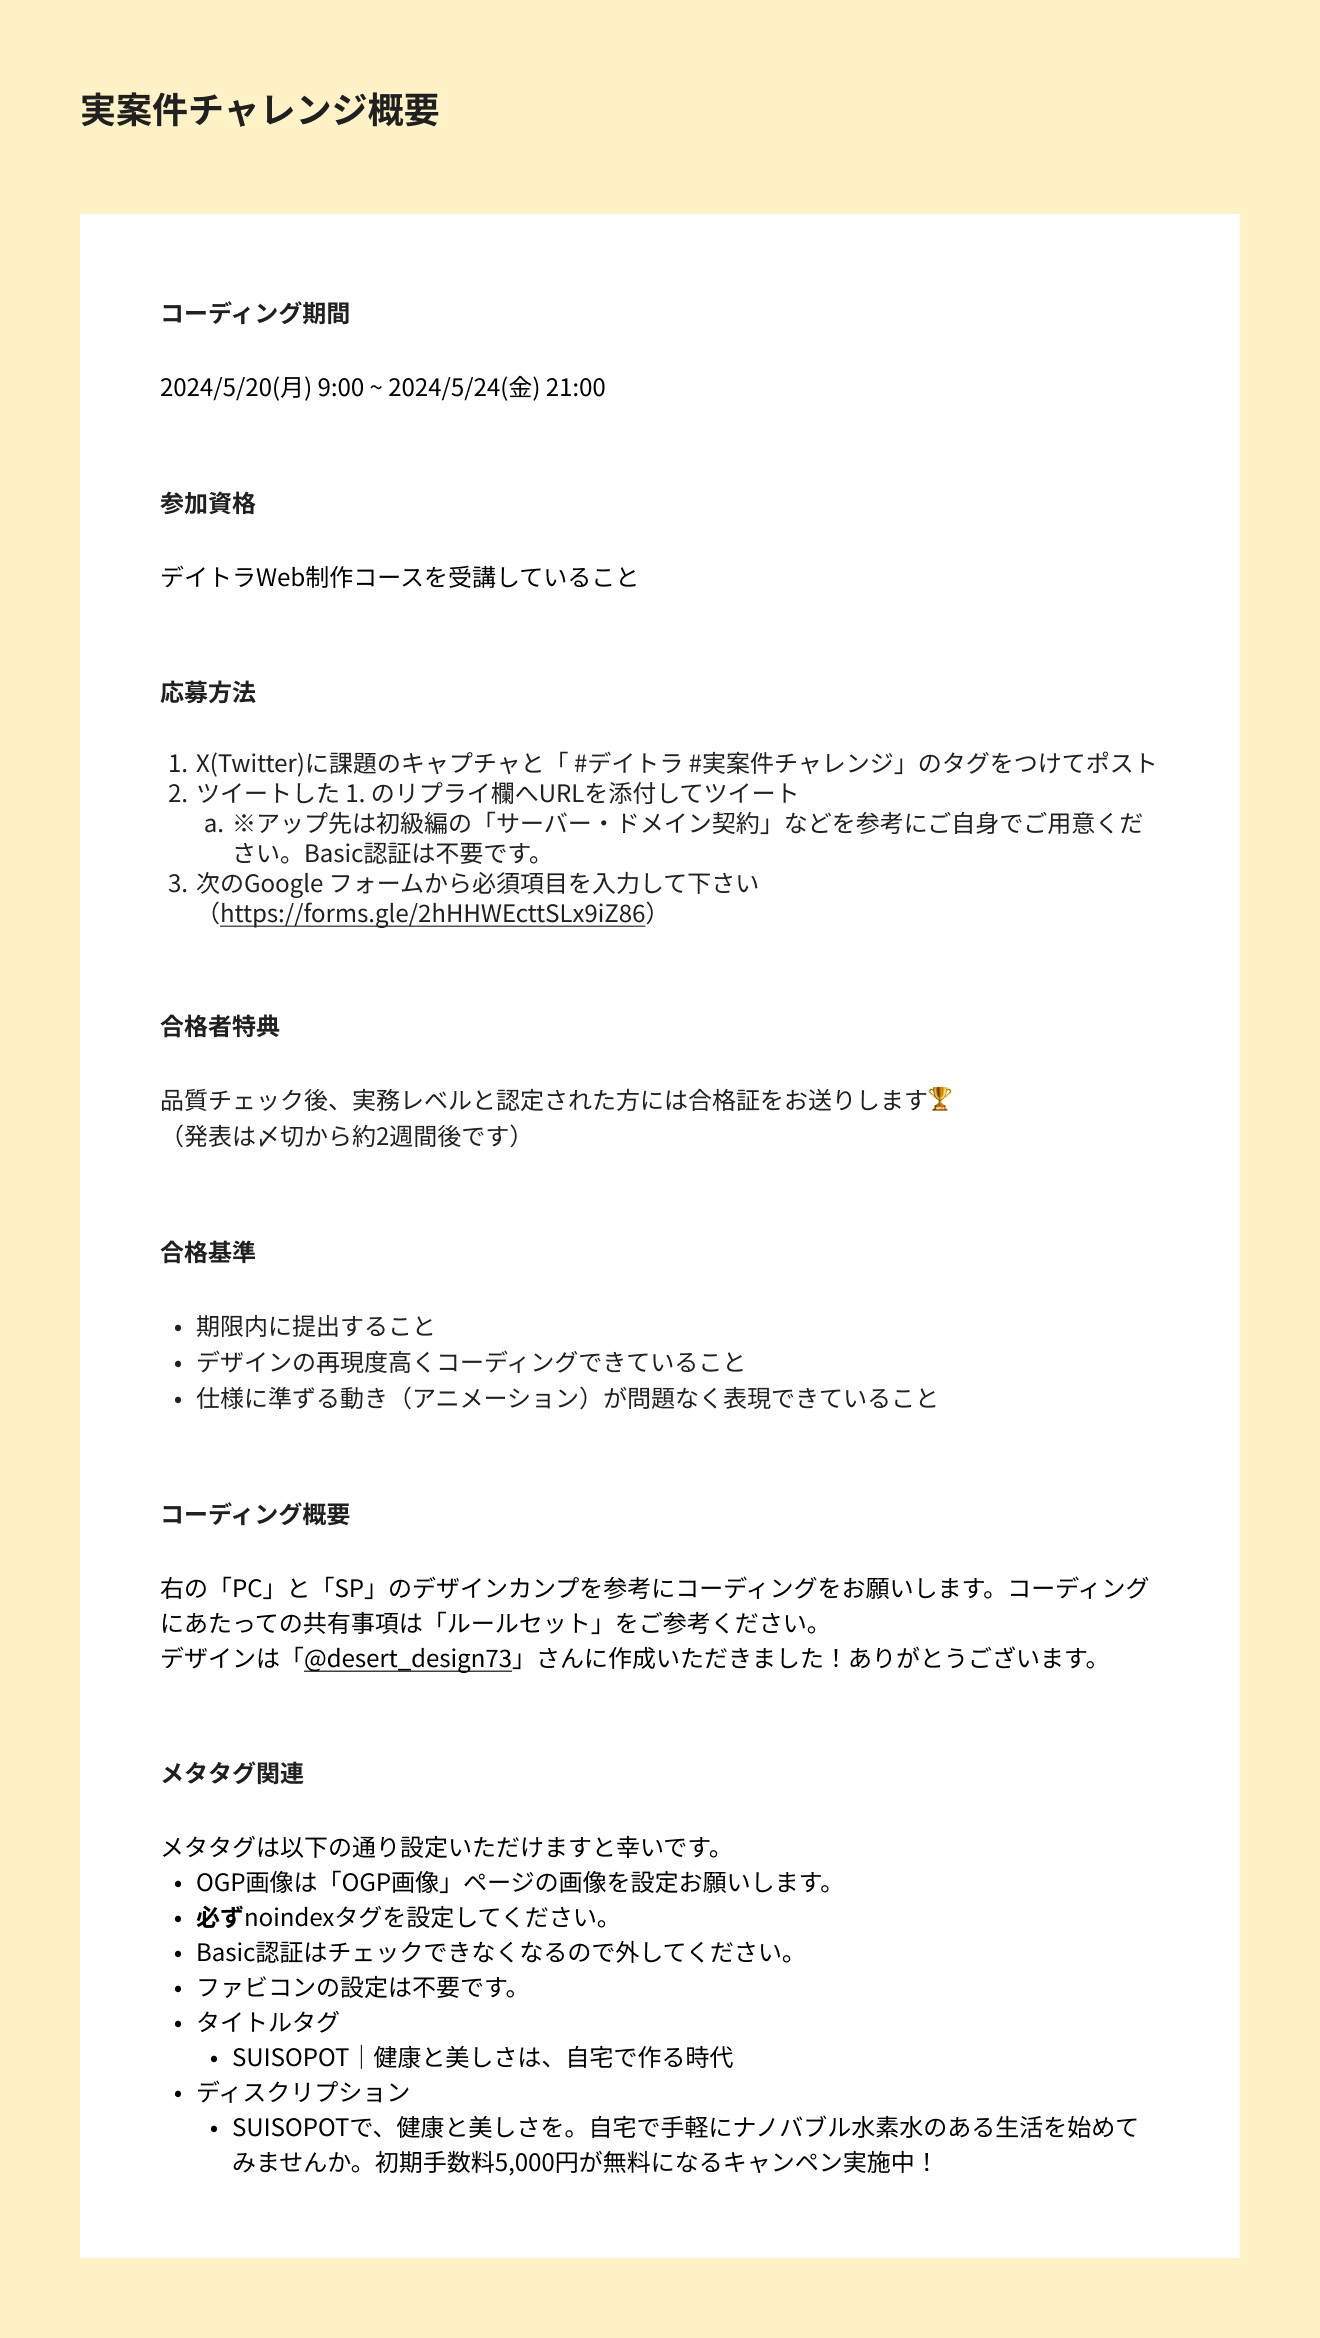 実案件チャレンジ概要
コーディング期間
2024/5/20(月) 9:00 ~ 2024/5/24(金) 21:00
参加資格
デイトラWeb制作コースを受講していること
応募方法
1. X(Twitter)に課題のキャプチャと「 #デイトラ #実案件チャレンジ」のタグをつけてポスト
2. ツイートした 1. のリプライ欄へURLを添付してツイート
a. ※アップ先は初級編の「サーバー・ドメイン契約」などを参考にご自身でご用意くだ
さい。Basic認証は不要です。
3. 次のGoogle フォームから必須項目を入力して下さい
（https://forms.gle/2hHHWEcttSLx9iZ86）
合格者特典
品質チェック後、実務レベルと認定された方には合格証をお送りします🏆
（発表は〆切から約2週間後です）
合格基準
• 期限内に提出すること
• デザインの再現度高くコーディングできていること
• 仕様に準ずる動き（アニメーション）が問題なく表現できていること
コーディング概要
右の「PC」と「SP」のデザインカンプを参考にコーディングをお願いします。コーディング
にあたっての共有事項は「ルールセット」をご参考ください。
デザインは「@desert_design73」さんに作成いただきました！ありがとうございます。
メタタグ関連
メタタグは以下の通り設定いただけますと幸いです。
• OGP画像は「OGP画像」ページの画像を設定お願いします。
• 必ずnoindexタグを設定してください。
• Basic認証はチェックできなくなるので外してください。
• ファビコンの設定は不要です。
• タイトルタグ
• SUISOPOT｜健康と美しさは、自宅で作る時代
• ディスクリプション
• SUISOPOTで、健康と美しさを。自宅で手軽にナノバブル水素水のある生活を始めて
みませんか。初期手数料5,000円が無料になるキャンペン実施中！